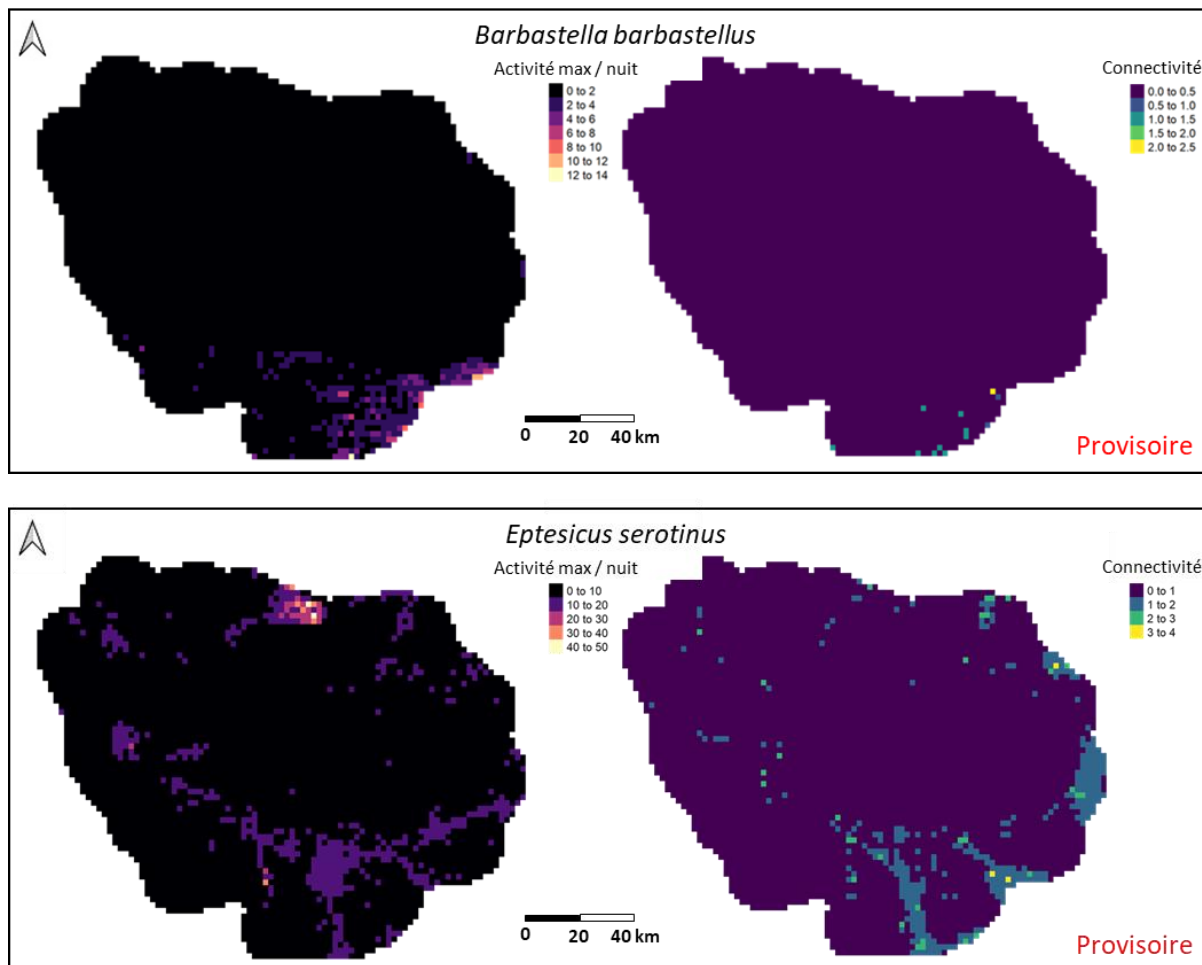 Barbastella barbastellus
Activité max / nuit
0 to 2
2 to 4
4 to 6
6 to 8
8 to 10
10 to 12
12 to 14
Connectivité
0.0 to 0.5
0.5 to 1.0
1.0 to 1.5
1.5 to 2.0
2.0 to 2.5
0 20 40 km
Provisoire
Eptesicus serotinus
Activité max / nuit
0 to 10
10 to 20
20 to 30
30 to 40
40 to 50
Connectivité
0 to 1
1 to 2
2 to 3
3 to 4
0 20 40 km
Provisoire